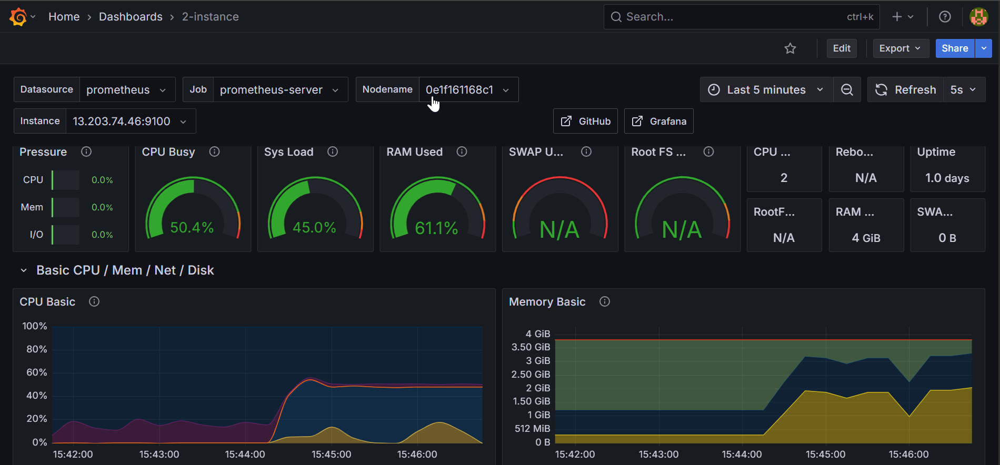 Home › Dashboards › 2-instance
Search... ctrl+k
Edit Export Share
Datasource prometheus Job prometheus-server Nodename 0e1f161168c1 Last 5 minutes Refresh 5s
Instance 13.203.74.46:9100 GitHub Grafana
Pressure CPU Busy Sys Load RAM Used SWAP U... Root FS ... CPU ... Rebo... Uptime
2 N/A 1.0 days
CPU 0.0%
Mem 0.0%
I/O 0.0%
50.4% 45.0% 61.1% N/A N/A
RootF... RAM ... SWA...
N/A 4 GiB 0 B
Basic CPU / Mem / Net / Disk
CPU Basic
100%
80%
60%
40%
20%
0%
15:42:00 15:43:00 15:44:00 15:45:00 15:46:00
Memory Basic
4 GiB
3.50 GiB
3 GiB
2.50 GiB
2 GiB
1.50 GiB
1 GiB
512 MiB
0 B
15:42:00 15:43:00 15:44:00 15:45:00 15:46:00